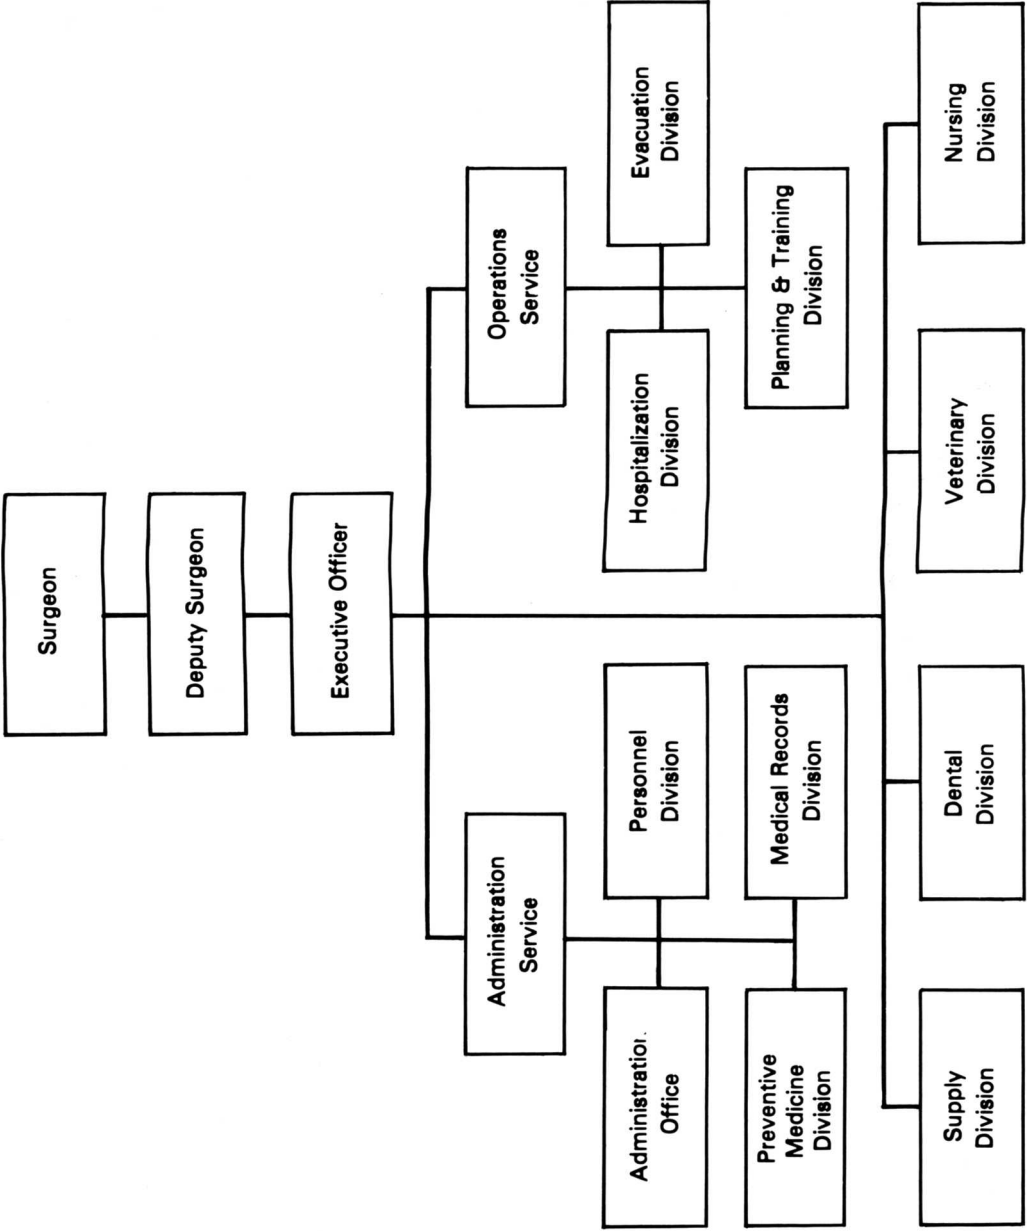 Surgeon
Deputy Surgeon
Executive Officer
Administration
Service
Operations
Service
Administration
Office
Personnel
Division
Hospitalization
Division
Evacuation
Division
Preventive
Medicine
Division
Medical Records
Division
Planning & Training
Division
Supply
Division
Dental
Division
Veterinary
Division
Nursing
Division